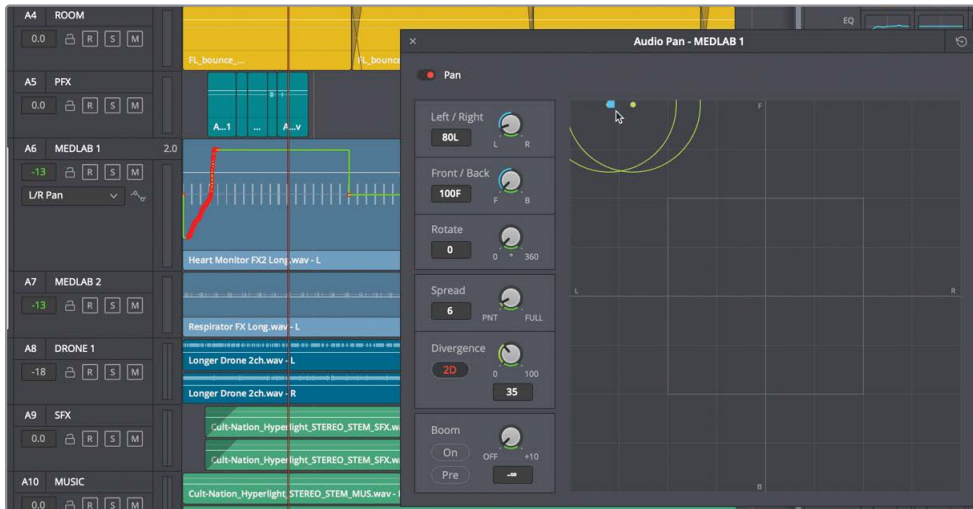 A4 ROOM
0.0 R S M
FL_bounce_...
FL_bounce
A5 PFX
0.0 R S M
A...1 ... A...v
A6 MEDLAB 1 2.0
-13 R S M
L/R Pan
Heart Monitor FX2 Long.wav - L
A7 MEDLAB 2
-13 R S M
Respirator FX Long.wav - L
A8 DRONE 1
-18 R S M
Longer Drone 2ch.wav - L
Longer Drone 2ch.wav - R
A9 SFX
0.0 R S M
Cult-Nation_Hyperlight_STEREO_STEM_SFX.w
Cult-Nation_Hyperlight_STEREO_STEM_SFX.w
A10 MUSIC
0.0 R S M
Cult-Nation_Hyperlight_STEREO_STEM_MUS.wav -
EQ
× Audio Pan - MEDLAB 1
Pan
Left / Right
80L
L R
Front / Back
100F
F B
Rotate
0
0 ° 360
Spread
6
PNT FULL
Divergence
2D
0 100
35
Boom
On
OFF +10
Pre
-∞
F
L
R
B